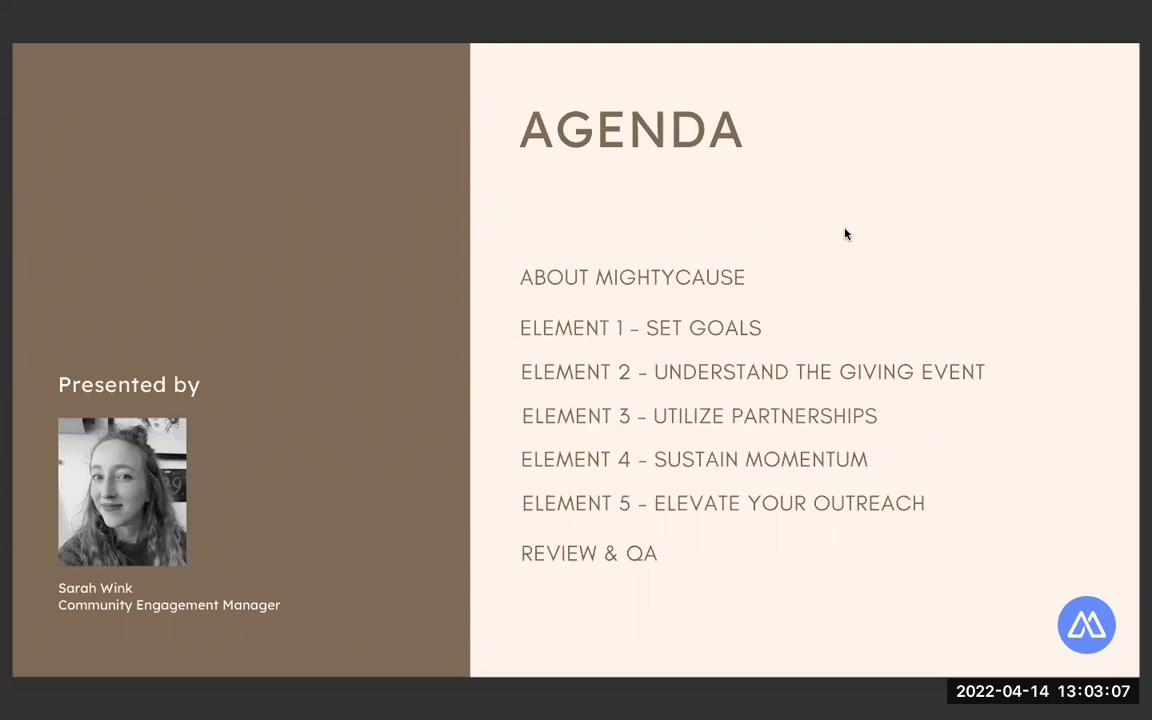 AGENDA
ABOUT MIGHTYCAUSE
ELEMENT 1 - SET GOALS
ELEMENT 2 - UNDERSTAND THE GIVING EVENT
ELEMENT 3 - UTILIZE PARTNERSHIPS
ELEMENT 4 - SUSTAIN MOMENTUM
ELEMENT 5 - ELEVATE YOUR OUTREACH
REVIEW & QA
Presented by
Sarah Wink
Community Engagement Manager
2022-04-14 13:03:07